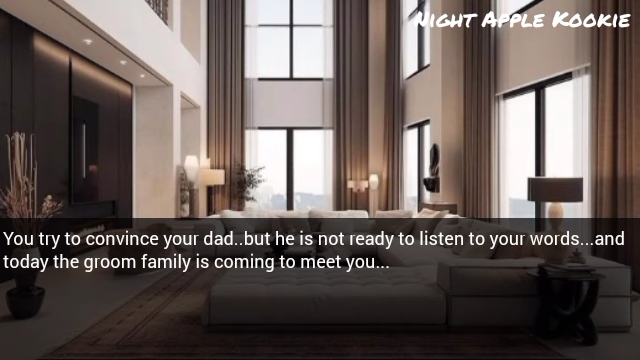 Night Apple Kookie
You try to convince your dad..but he is not ready to listen to your words...and
today the groom family is coming to meet you...